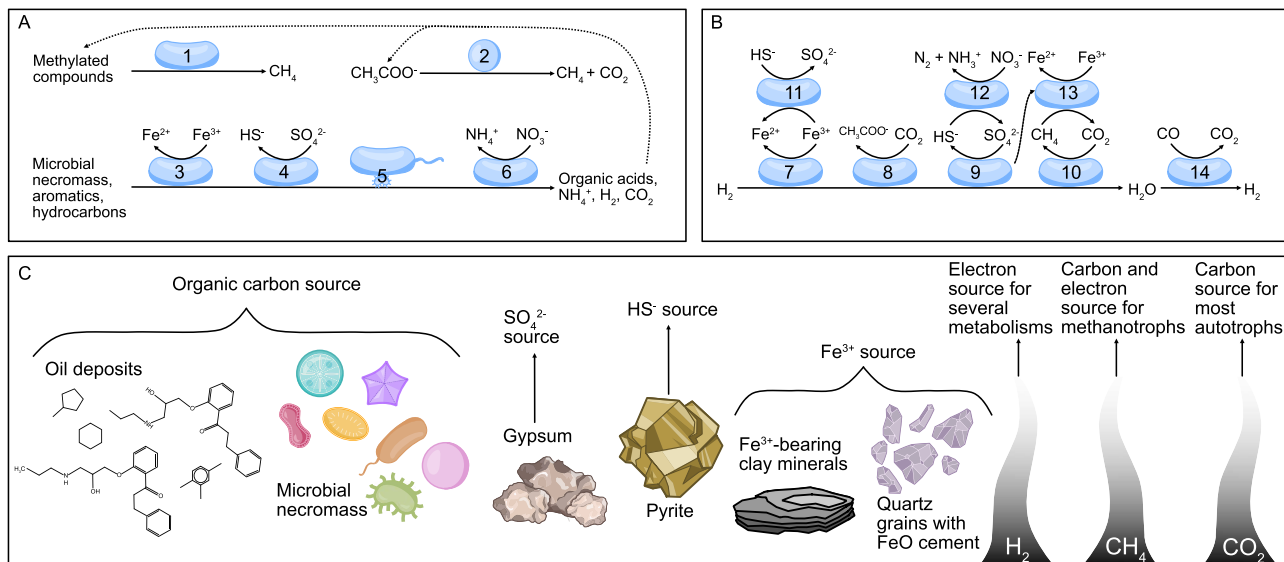 A
Methylated
compounds
1
CH₄
CH₃COO⁻
2
CH₄ + CO₂
Microbial
necromass,
aromatics,
hydrocarbons
Fe²⁺ Fe³⁺
3
HS⁻ SO₄²⁻
4
5
NH₄⁺ NO₃⁻
6
Organic acids,
NH₄⁺, H₂, CO₂
B
HS⁻ SO₄²⁻
11
N₂ + NH₃⁺ NO₃⁻
12
Fe²⁺ Fe³⁺
13
H₂
Fe²⁺ Fe³⁺
7
CH₃COO⁻ CO₂
8
HS⁻ SO₄²⁻
9
CH₄ CO₂
10
H₂O
CO CO₂
14
H₂
C
Organic carbon source
Oil deposits
HO
N
H
O
O
H₃C
N
H
OH
O
O
Microbial
necromass
SO₄²⁻
source
Gypsum
HS⁻ source
Pyrite
Fe³⁺ source
Fe³⁺-bearing
clay minerals
Quartz
grains with
FeO cement
Electron
source for
several
metabolisms
H₂
Carbon and
electron
source for
methanotrophs
CH₄
Carbon
source for
most
autotrophs
CO₂